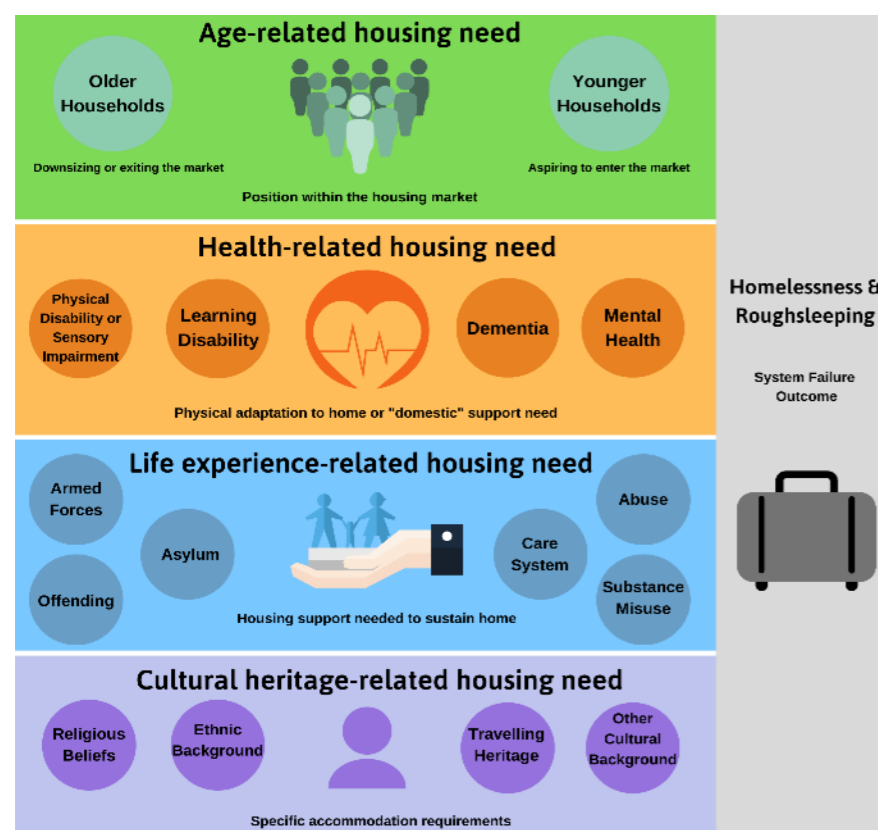 Age-related housing need
Older
Households
Younger
Households
Downsizing or exiting the market
Aspiring to enter the market
Position within the housing market
Health-related housing need
Physical
Disability or
Sensory
Impairment
Learning
Disability
Dementia
Mental
Health
Physical adaptation to home or "domestic" support need
Life experience-related housing need
Armed
Forces
Asylum
Offending
Care
System
Abuse
Substance
Misuse
Housing support needed to sustain home
Cultural heritage-related housing need
Religious
Beliefs
Ethnic
Background
Travelling
Heritage
Other
Cultural
Background
Specific accommodation requirements
Homelessness &
Roughsleeping
System Failure
Outcome